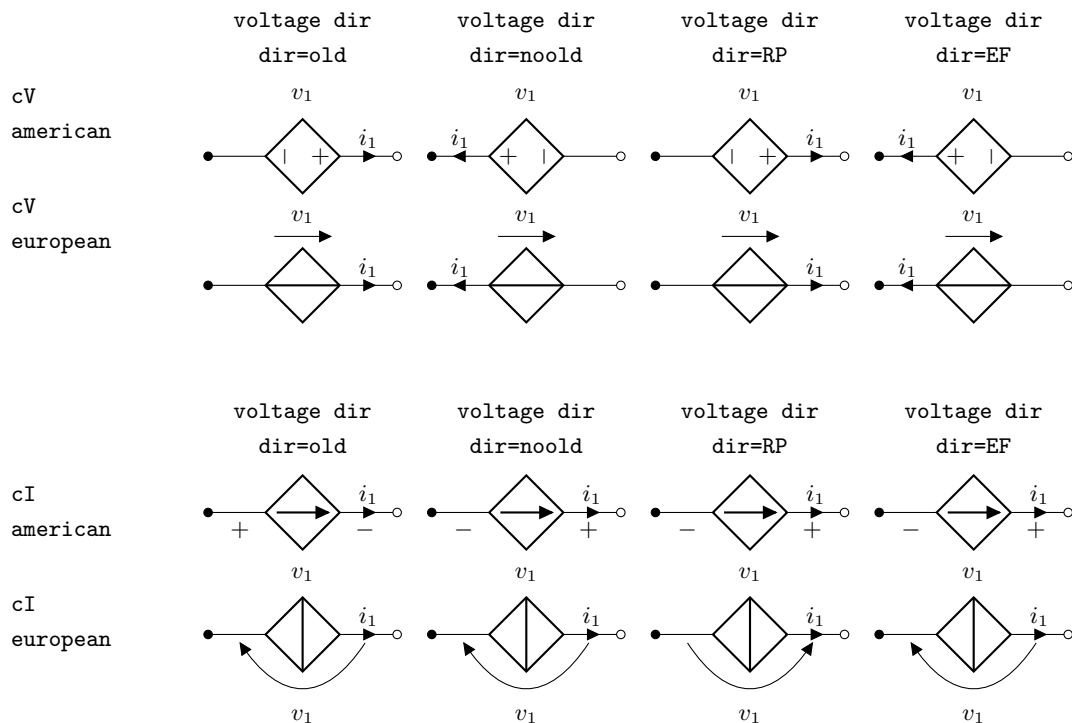 voltage dir voltage dir voltage dir voltage dir
dir=old dir=noold dir=RP dir=EF
cV
american
v₁ v₁ v₁ v₁
− + i₁ i₁ + − − + i₁ i₁ + −
cV
european
v₁ v₁ v₁ v₁
i₁ i₁ i₁ i₁
voltage dir voltage dir voltage dir voltage dir
dir=old dir=noold dir=RP dir=EF
cI
american
i₁ i₁ i₁ i₁
+ − − + − + − +
v₁ v₁ v₁ v₁
cI
european
i₁ i₁ i₁ i₁
v₁ v₁ v₁ v₁